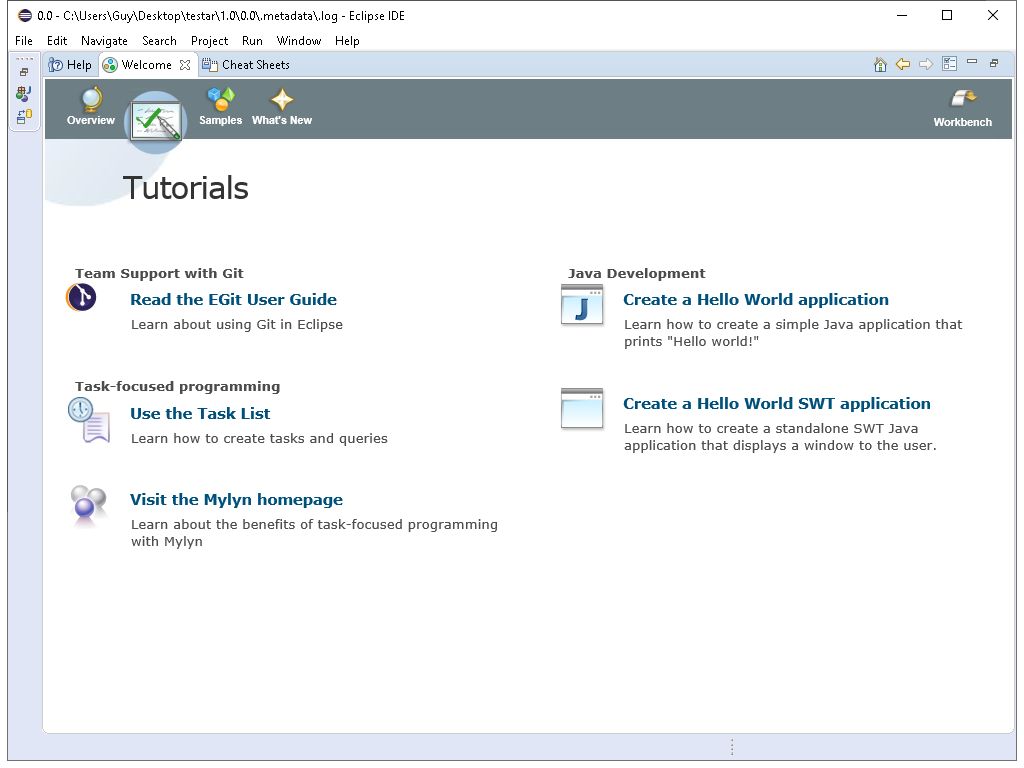 0.0 - C:\Users\Guy\Desktop\testar\1.0\0.0\.metadata\.log - Eclipse IDE
File Edit Navigate Search Project Run Window Help
Help Welcome Cheat Sheets
Overview Samples What's New Workbench
Tutorials
Team Support with Git
Read the EGit User Guide
Learn about using Git in Eclipse
Task-focused programming
Use the Task List
Learn how to create tasks and queries
Visit the Mylyn homepage
Learn about the benefits of task-focused programming
with Mylyn
Java Development
Create a Hello World application
Learn how to create a simple Java application that
prints "Hello world!"
Create a Hello World SWT application
Learn how to create a standalone SWT Java
application that displays a window to the user.